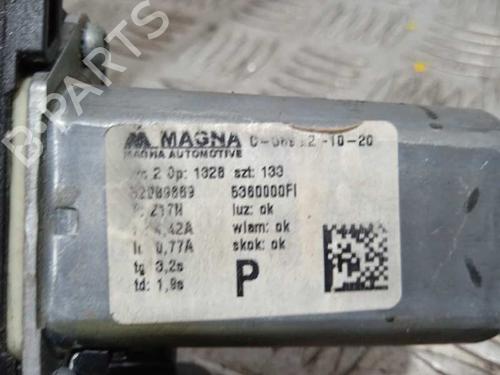 B-PARTS
MAGNA
MAGNA AUTOMOTIVE
2 Op: 1328 szt: 133
5360000FI
luz: ok
0,77A wlam: ok
skok: ok
tg 3,2s
td: 1,9s
P